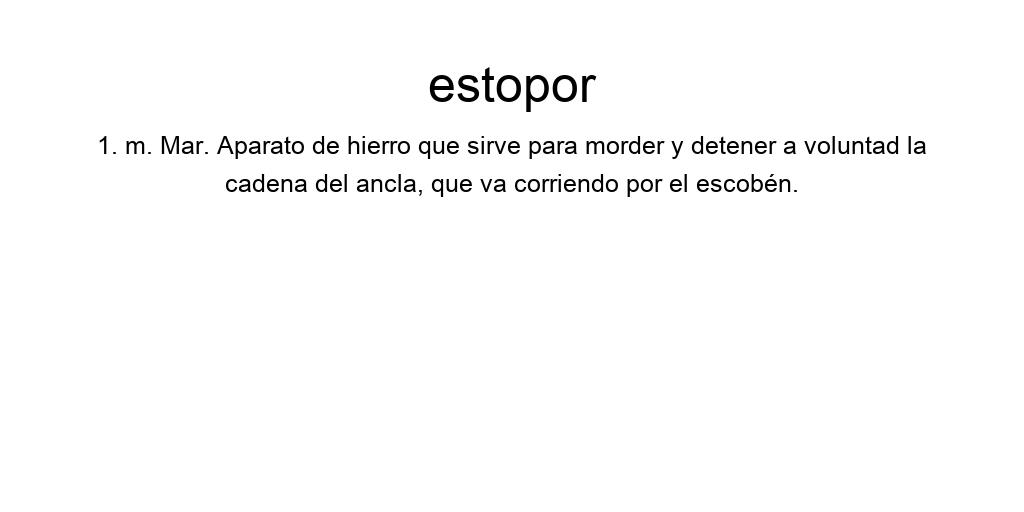 estopor
1. m. Mar. Aparato de hierro que sirve para morder y detener a voluntad la
cadena del ancla, que va corriendo por el escobén.